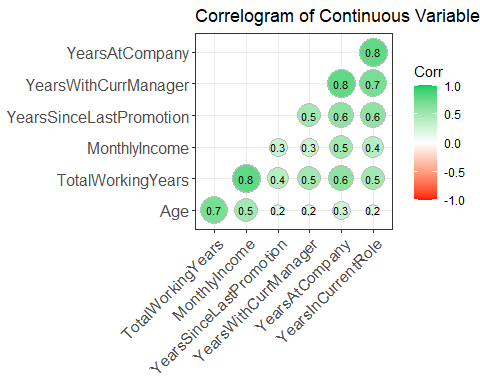 Correlogram of Continuous Variable
YearsAtCompany
0.8
YearsWithCurrManager
0.8 0.7
YearsSinceLastPromotion
0.5 0.6 0.6
MonthlyIncome
0.3 0.3 0.5 0.4
TotalWorkingYears
0.8 0.4 0.5 0.6 0.5
Age
0.7 0.5 0.2 0.2 0.3 0.2
TotalWorkingYears
MonthlyIncome
YearsSinceLastPromotion
YearsWithCurrManager
YearsAtCompany
YearsInCurrentRole
Corr
1.0
0.5
0.0
-0.5
-1.0